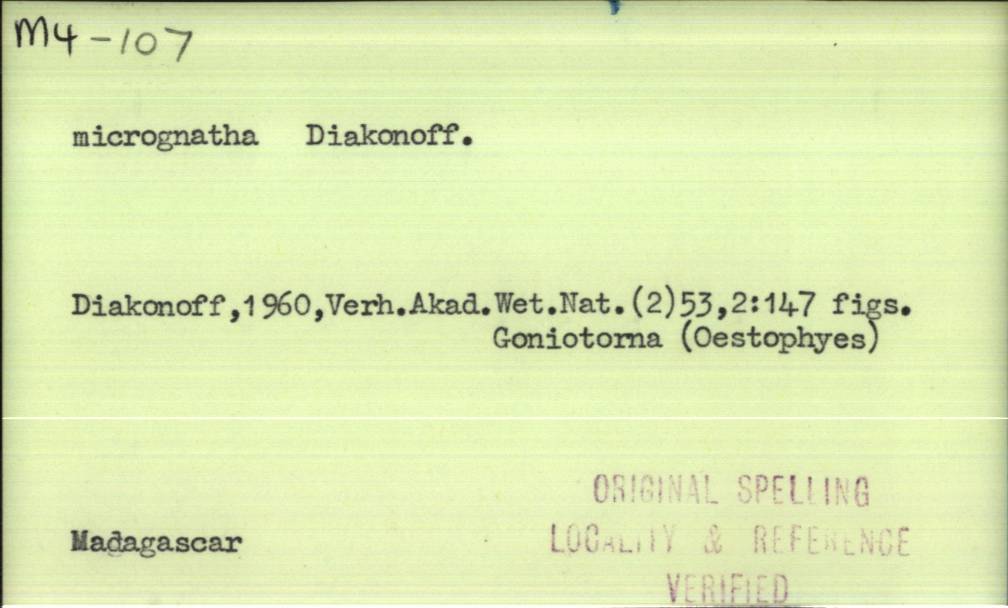 M4-107
micrognatha Diakonoff.
Diakonoff,1960,Verh.Akad.Wet.Nat.(2)53,2:147 figs.
Goniotorna (Oestophyes)
ORIGINAL SPELLING
Madagascar LOCALITY & REFERENCE
VERIFIED